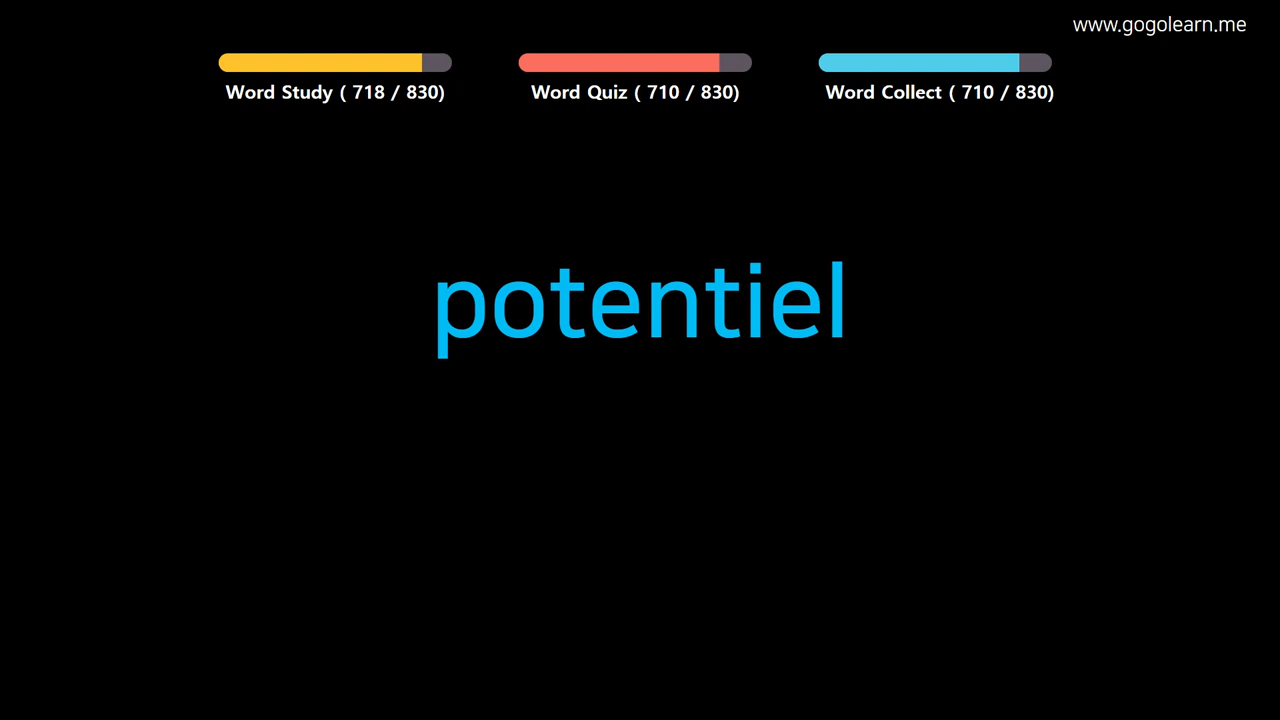 www.gogolearn.me
Word Study ( 718 / 830)
Word Quiz ( 710 / 830)
Word Collect ( 710 / 830)
potentiel